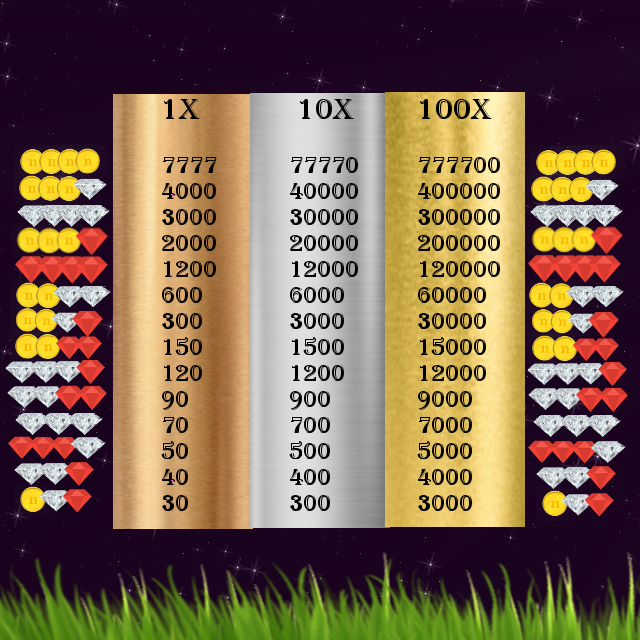 1X 10X 100X
n n n n 7777 77770 777700 n n n n
n n n 4000 40000 400000 n n n
3000 30000 300000
n n n 2000 20000 200000 n n n
1200 12000 120000
n n 600 6000 60000 n n
n n 300 3000 30000 n n
n n 150 1500 15000 n n
120 1200 12000
90 900 9000
70 700 7000
50 500 5000
40 400 4000
n 30 300 3000 n